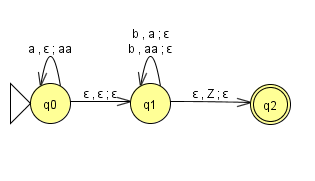 b , a ; ε
a , ε ; aa
b , aa ; ε
ε , ε ; ε
ε , Z ; ε
q0
q1
q2